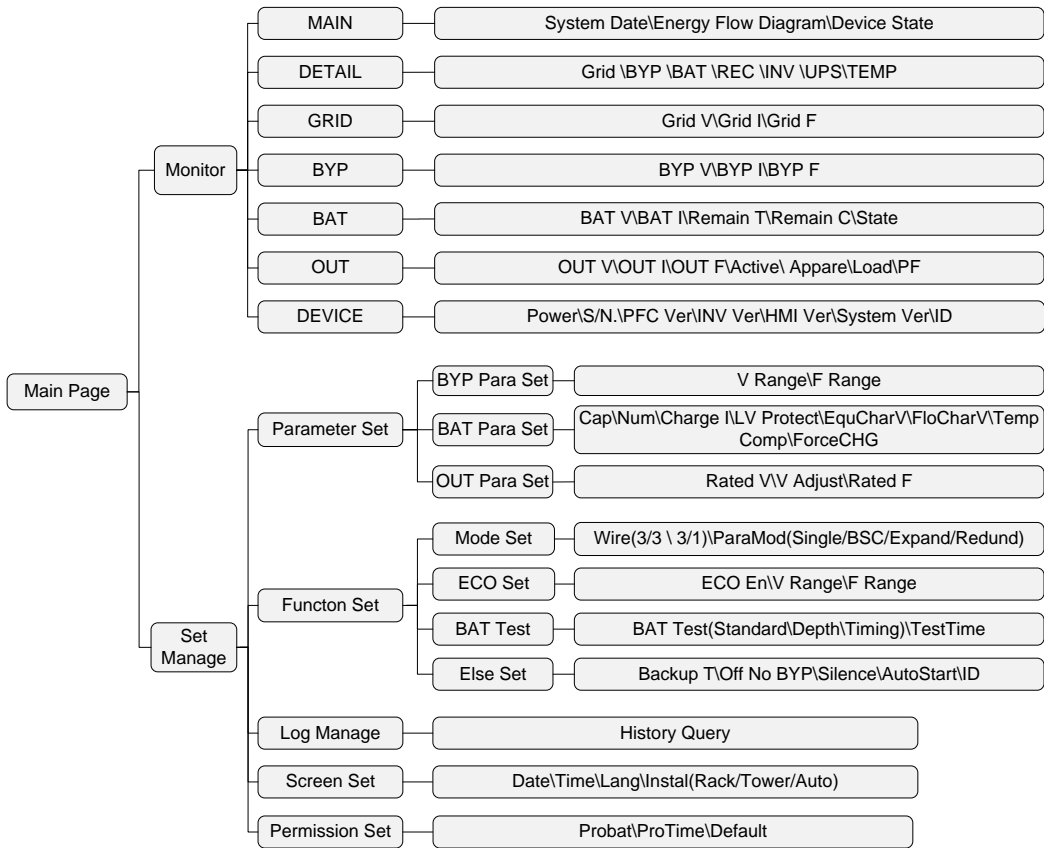 MAIN
System Date\Energy Flow Diagram\Device State
DETAIL
Grid \BYP \BAT \REC \INV \UPS\TEMP
GRID
Grid V\Grid I\Grid F
Monitor
BYP
BYP V\BYP I\BYP F
BAT
BAT V\BAT I\Remain T\Remain C\State
OUT
OUT V\OUT I\OUT F\Active\ Appare\Load\PF
DEVICE
Power\S/N.\PFC Ver\INV Ver\HMI Ver\System Ver\ID
Main Page
BYP Para Set
V Range\F Range
Parameter Set
BAT Para Set
Cap\Num\Charge I\LV Protect\EquCharV\FloCharV\Temp
Comp\ForceCHG
OUT Para Set
Rated V\V Adjust\Rated F
Mode Set
Wire(3/3 \ 3/1)\ParaMod(Single/BSC/Expand/Redund)
ECO Set
ECO En\V Range\F Range
Functon Set
BAT Test
BAT Test(Standard\Depth\Timing)\TestTime
Set
Manage
Else Set
Backup T\Off No BYP\Silence\AutoStart\ID
Log Manage
History Query
Screen Set
Date\Time\Lang\Instal(Rack/Tower/Auto)
Permission Set
Probat\ProTime\Default